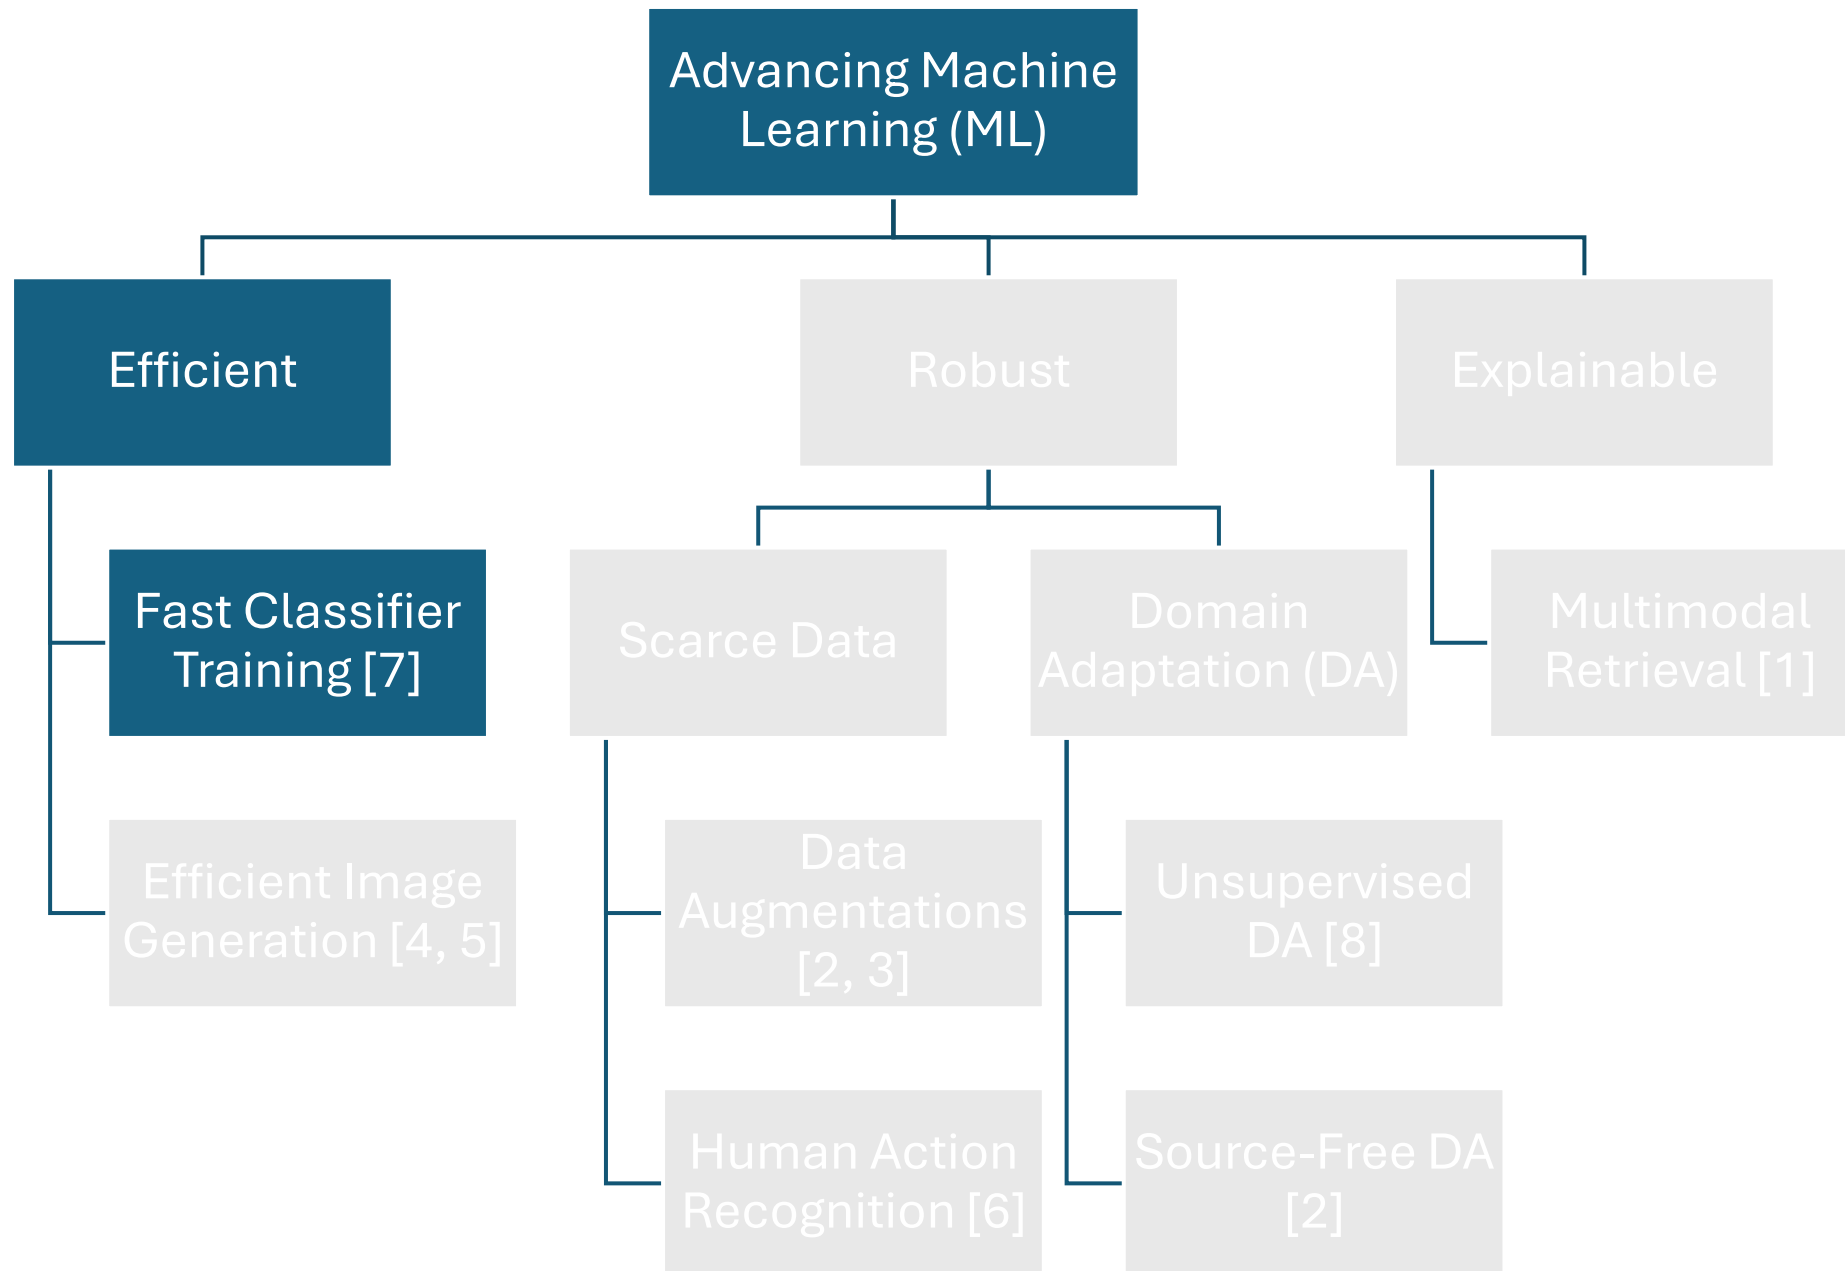 Advancing Machine
Learning (ML)
Efficient
Robust
Explainable
Fast Classifier
Training [7]
Scarce Data
Domain
Adaptation (DA)
Multimodal
Retrieval [1]
Efficient Image
Generation [4, 5]
Data
Augmentations
[2, 3]
Unsupervised
DA [8]
Human Action
Recognition [6]
Source-Free DA
[2]